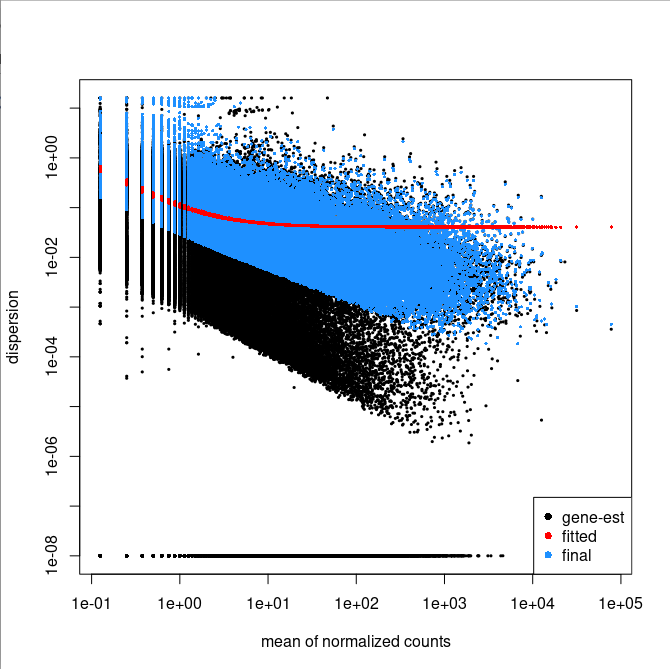 dispersion
1e+00
1e-02
1e-04
1e-06
1e-08
gene-est
fitted
final
1e-01 1e+00 1e+01 1e+02 1e+03 1e+04 1e+05
mean of normalized counts